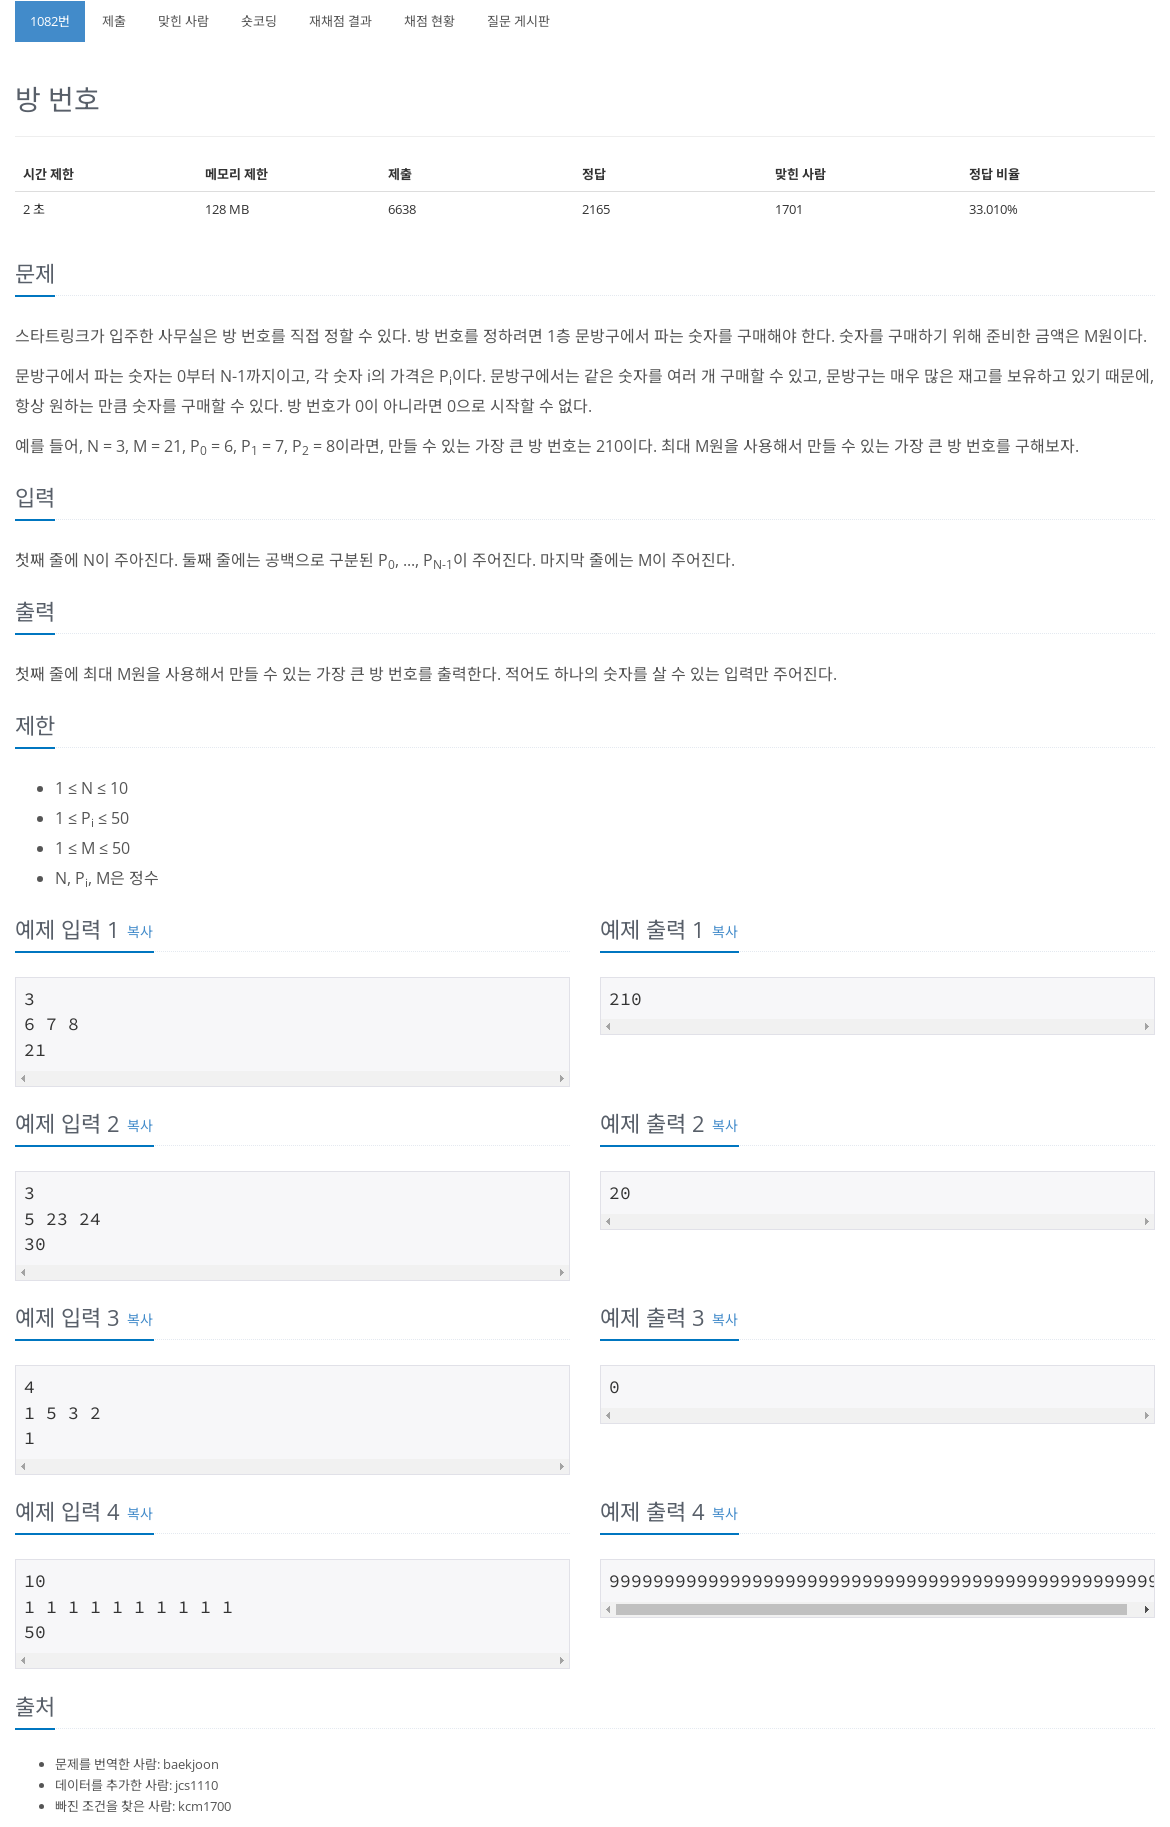 1082번 제출 맞힌 사람 숏코딩 재채점 결과 채점 현황 질문 게시판
방 번호
시간 제한 메모리 제한 제출 정답 맞힌 사람 정답 비율
2 초 128 MB 6638 2165 1701 33.010%
문제
스타트링크가 입주한 사무실은 방 번호를 직접 정할 수 있다. 방 번호를 정하려면 1층 문방구에서 파는 숫자를 구매해야 한다. 숫자를 구매하기 위해 준비한 금액은 M원이다.
문방구에서 파는 숫자는 0부터 N-1까지이고, 각 숫자 i의 가격은 Pi이다. 문방구에서는 같은 숫자를 여러 개 구매할 수 있고, 문방구는 매우 많은 재고를 보유하고 있기 때문에,
항상 원하는 만큼 숫자를 구매할 수 있다. 방 번호가 0이 아니라면 0으로 시작할 수 없다.
예를 들어, N = 3, M = 21, P0 = 6, P1 = 7, P2 = 8이라면, 만들 수 있는 가장 큰 방 번호는 210이다. 최대 M원을 사용해서 만들 수 있는 가장 큰 방 번호를 구해보자.
입력
첫째 줄에 N이 주아진다. 둘째 줄에는 공백으로 구분된 P0, ..., PN-1이 주어진다. 마지막 줄에는 M이 주어진다.
출력
첫째 줄에 최대 M원을 사용해서 만들 수 있는 가장 큰 방 번호를 출력한다. 적어도 하나의 숫자를 살 수 있는 입력만 주어진다.
제한
• 1 ≤ N ≤ 10
• 1 ≤ Pi ≤ 50
• 1 ≤ M ≤ 50
• N, Pi, M은 정수
예제 입력 1 복사
3
6 7 8
21
예제 출력 1 복사
210
예제 입력 2 복사
3
5 23 24
30
예제 출력 2 복사
20
예제 입력 3 복사
4
1 5 3 2
1
예제 출력 3 복사
0
예제 입력 4 복사
10
1 1 1 1 1 1 1 1 1 1
50
예제 출력 4 복사
99999999999999999999999999999999999999999999999999
출처
• 문제를 번역한 사람: baekjoon
• 데이터를 추가한 사람: jcs1110
• 빠진 조건을 찾은 사람: kcm1700